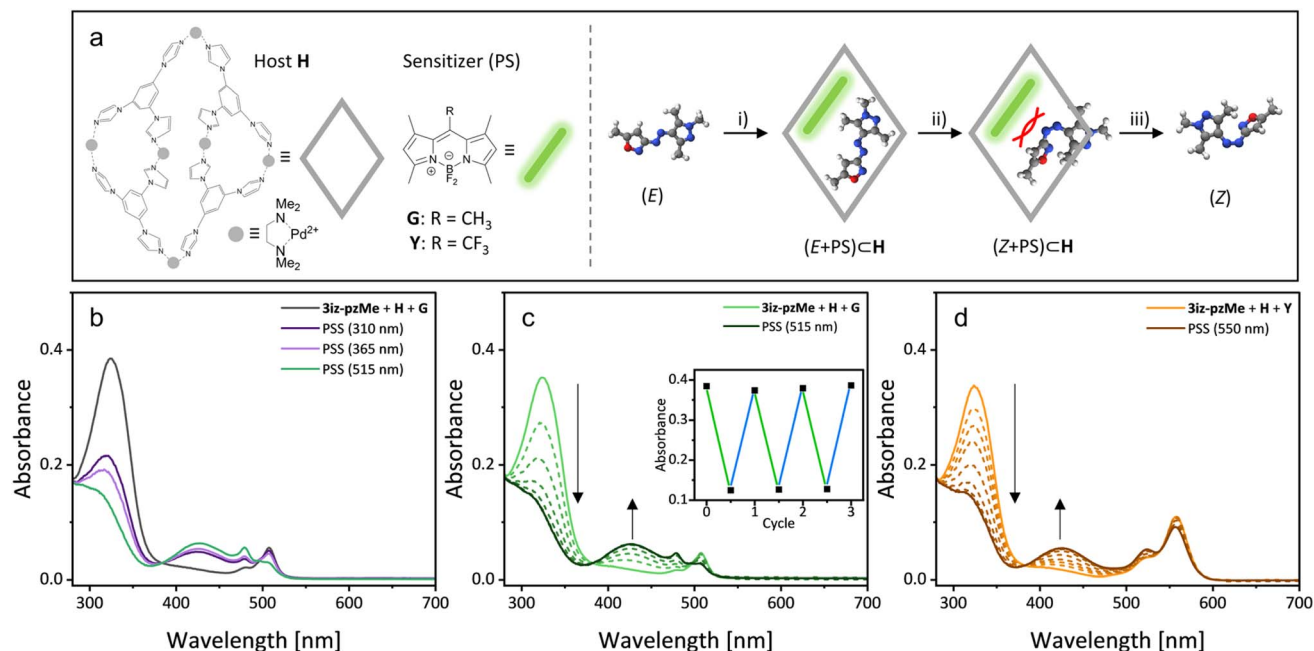 a
Host H
Sensitizer (PS)
N N N N N N N N N N N N N N N N N N N N N N N N
≡
Me2
N
Pd2+
N
Me2
≡
R
N N
⊕ B ⊖
F2
≡
G: R = CH3
Y: R = CF3
i) ii) iii)
(E)
(E+PS)⊂H
(Z+PS)⊂H
(Z)
b
3iz-pzMe + H + G
PSS (310 nm)
PSS (365 nm)
PSS (515 nm)
Absorbance
0.4
0.2
0.0
300 400 500 600 700
Wavelength [nm]
c
3iz-pzMe + H + G
PSS (515 nm)
Absorbance
0.4
0.2
0.0
300 400 500 600 700
Wavelength [nm]
Absorbance
0.4
0.3
0.2
0.1
0 1 2 3
Cycle
d
3iz-pzMe + H + Y
PSS (550 nm)
Absorbance
0.4
0.2
0.0
300 400 500 600 700
Wavelength [nm]